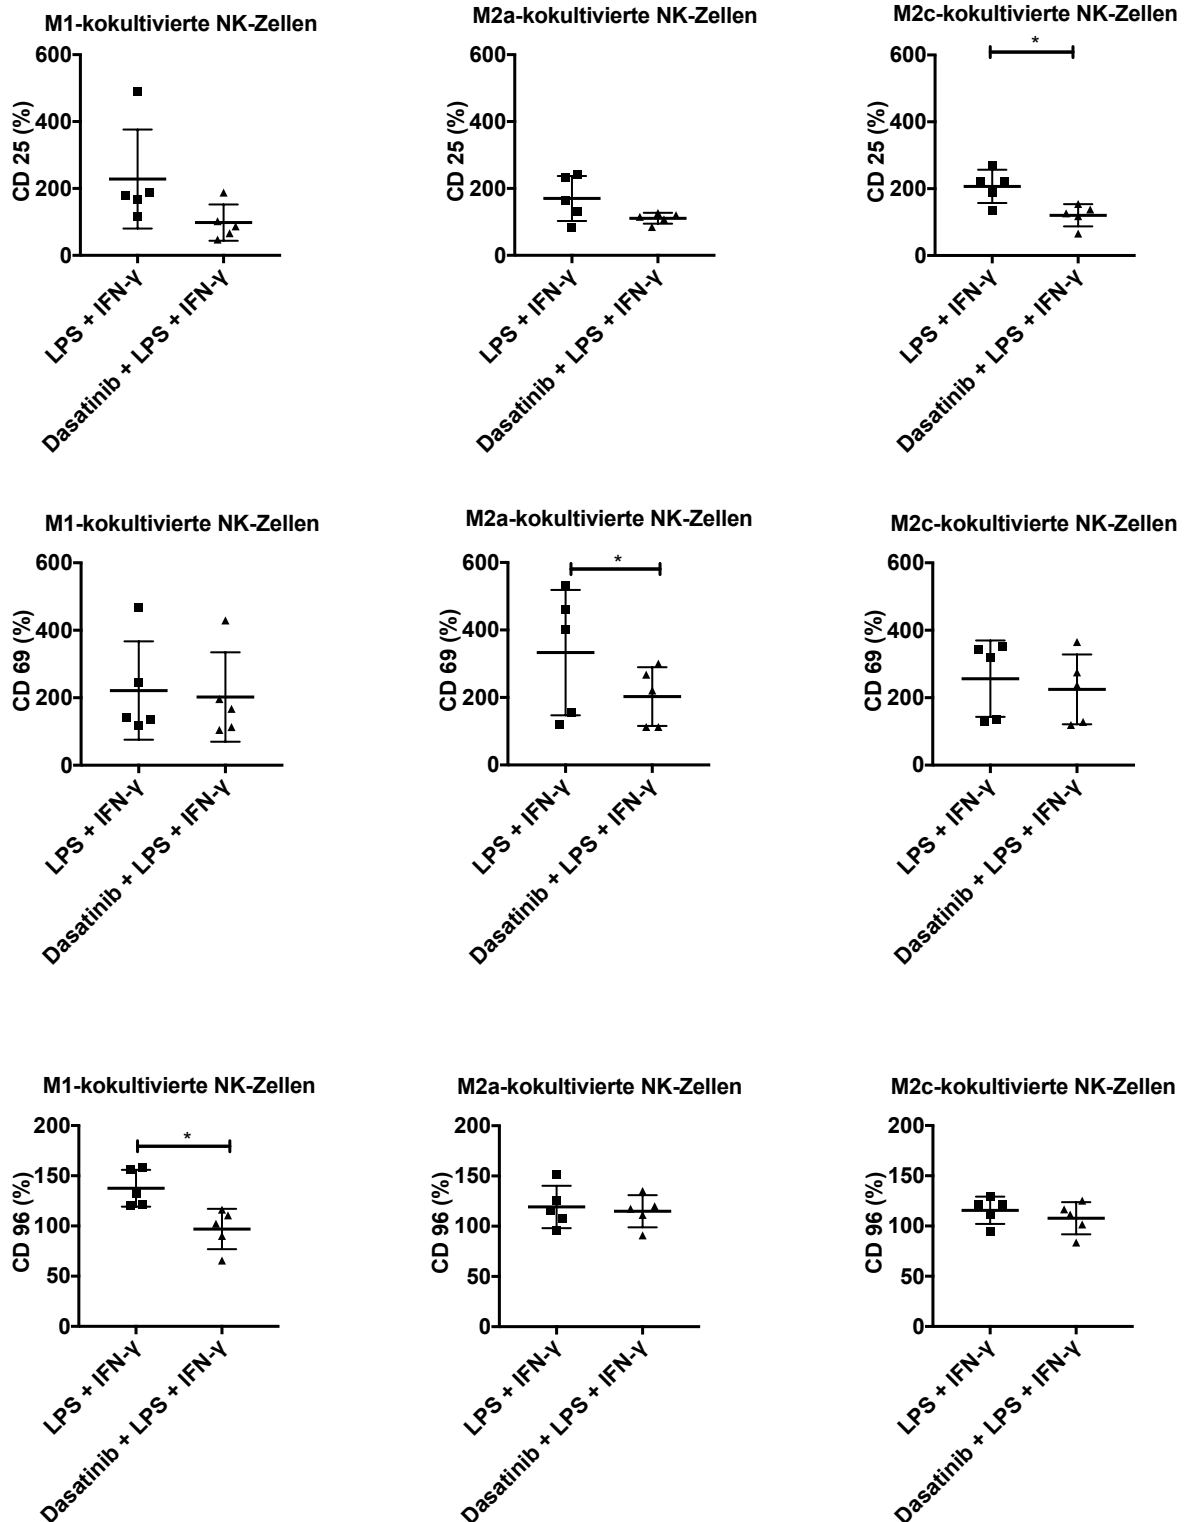 M1-kokultivierte NK-Zellen
600
400
200
0
CD 25 (%)
LPS + IFN-γ
Dasatinib + LPS + IFN-γ
M2a-kokultivierte NK-Zellen
600
400
200
0
CD 25 (%)
LPS + IFN-γ
Dasatinib + LPS + IFN-γ
M2c-kokultivierte NK-Zellen
*
600
400
200
0
CD 25 (%)
LPS + IFN-γ
Dasatinib + LPS + IFN-γ
M1-kokultivierte NK-Zellen
600
400
200
0
CD 69 (%)
LPS + IFN-γ
Dasatinib + LPS + IFN-γ
M2a-kokultivierte NK-Zellen
*
600
400
200
0
CD 69 (%)
LPS + IFN-γ
Dasatinib + LPS + IFN-γ
M2c-kokultivierte NK-Zellen
600
400
200
0
CD 69 (%)
LPS + IFN-γ
Dasatinib + LPS + IFN-γ
M1-kokultivierte NK-Zellen
*
200
150
100
50
0
CD 96 (%)
LPS + IFN-γ
Dasatinib + LPS + IFN-γ
M2a-kokultivierte NK-Zellen
200
150
100
50
0
CD 96 (%)
LPS + IFN-γ
Dasatinib + LPS + IFN-γ
M2c-kokultivierte NK-Zellen
200
150
100
50
0
CD 96 (%)
LPS + IFN-γ
Dasatinib + LPS + IFN-γ